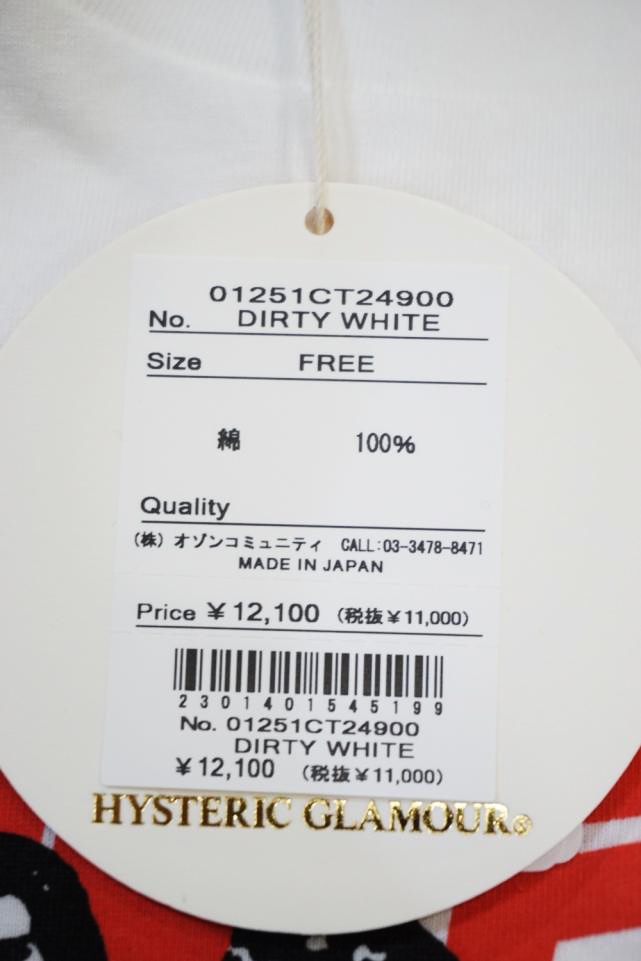 01251CT24900
No. DIRTY WHITE
Size FREE
綿 100%
Quality
(株) オゾンコミュニティ CALL:03-3478-8471
MADE IN JAPAN
Price ¥12,100 (税抜¥11,000)
2301401545199
No. 01251CT24900
DIRTY WHITE
¥12,100 (税抜¥11,000)
HYSTERIC GLAMOUR®